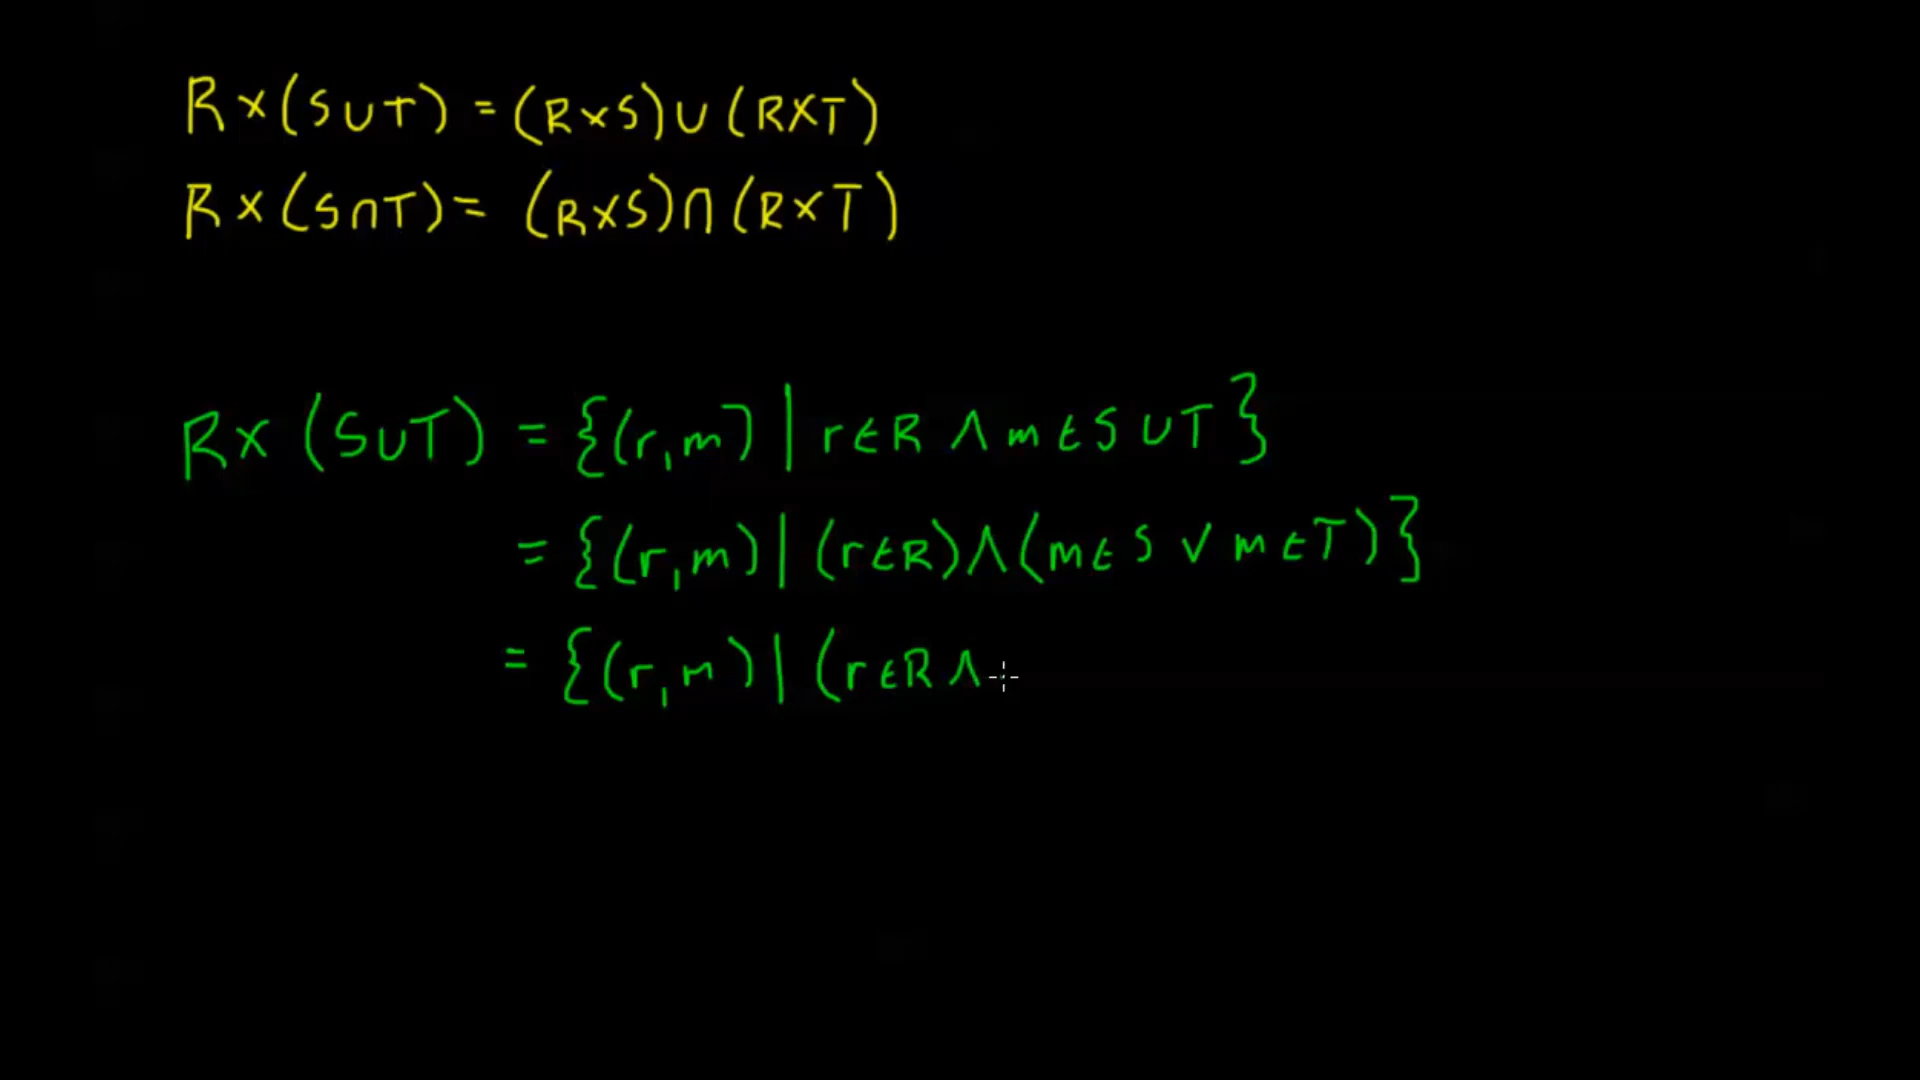 R×(S∪T) = (R×S)∪(R×T)
R×(S∩T) = (R×S)∩(R×T)
R×(S∪T) = {(r,m) | r∈R ∧ m∈S∪T}
= {(r,m) | (r∈R)∧(m∈S ∨ m∈T)}
= {(r,m) | (r∈R ∧